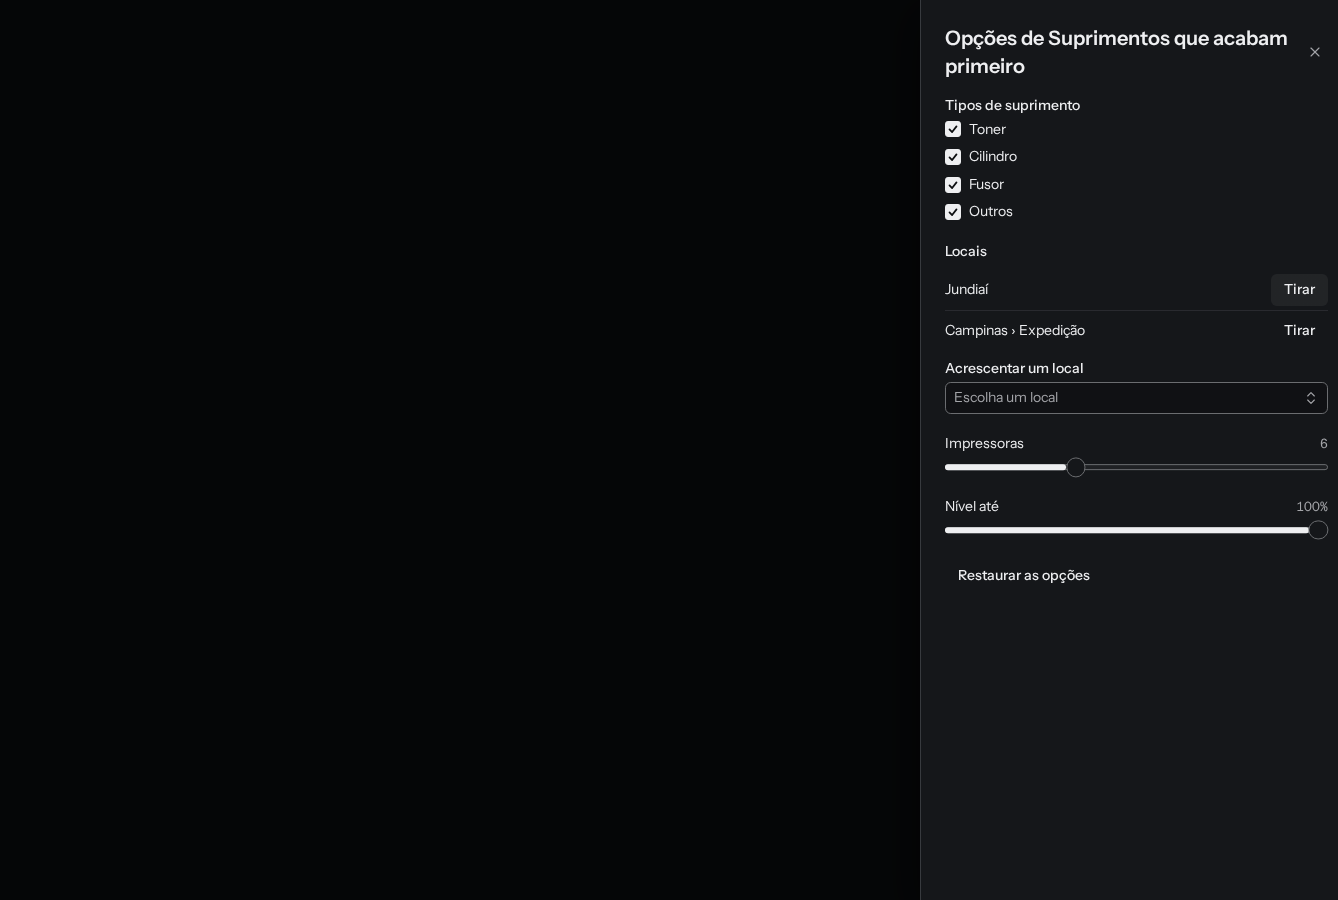 Opções de Suprimentos que acabam
primeiro
Tipos de suprimento
Toner
Cilindro
Fusor
Outros
Locais
Jundiaí Tirar
Campinas › Expedição Tirar
Acrescentar um local
Escolha um local
Impressoras 6
Nível até 100%
Restaurar as opções